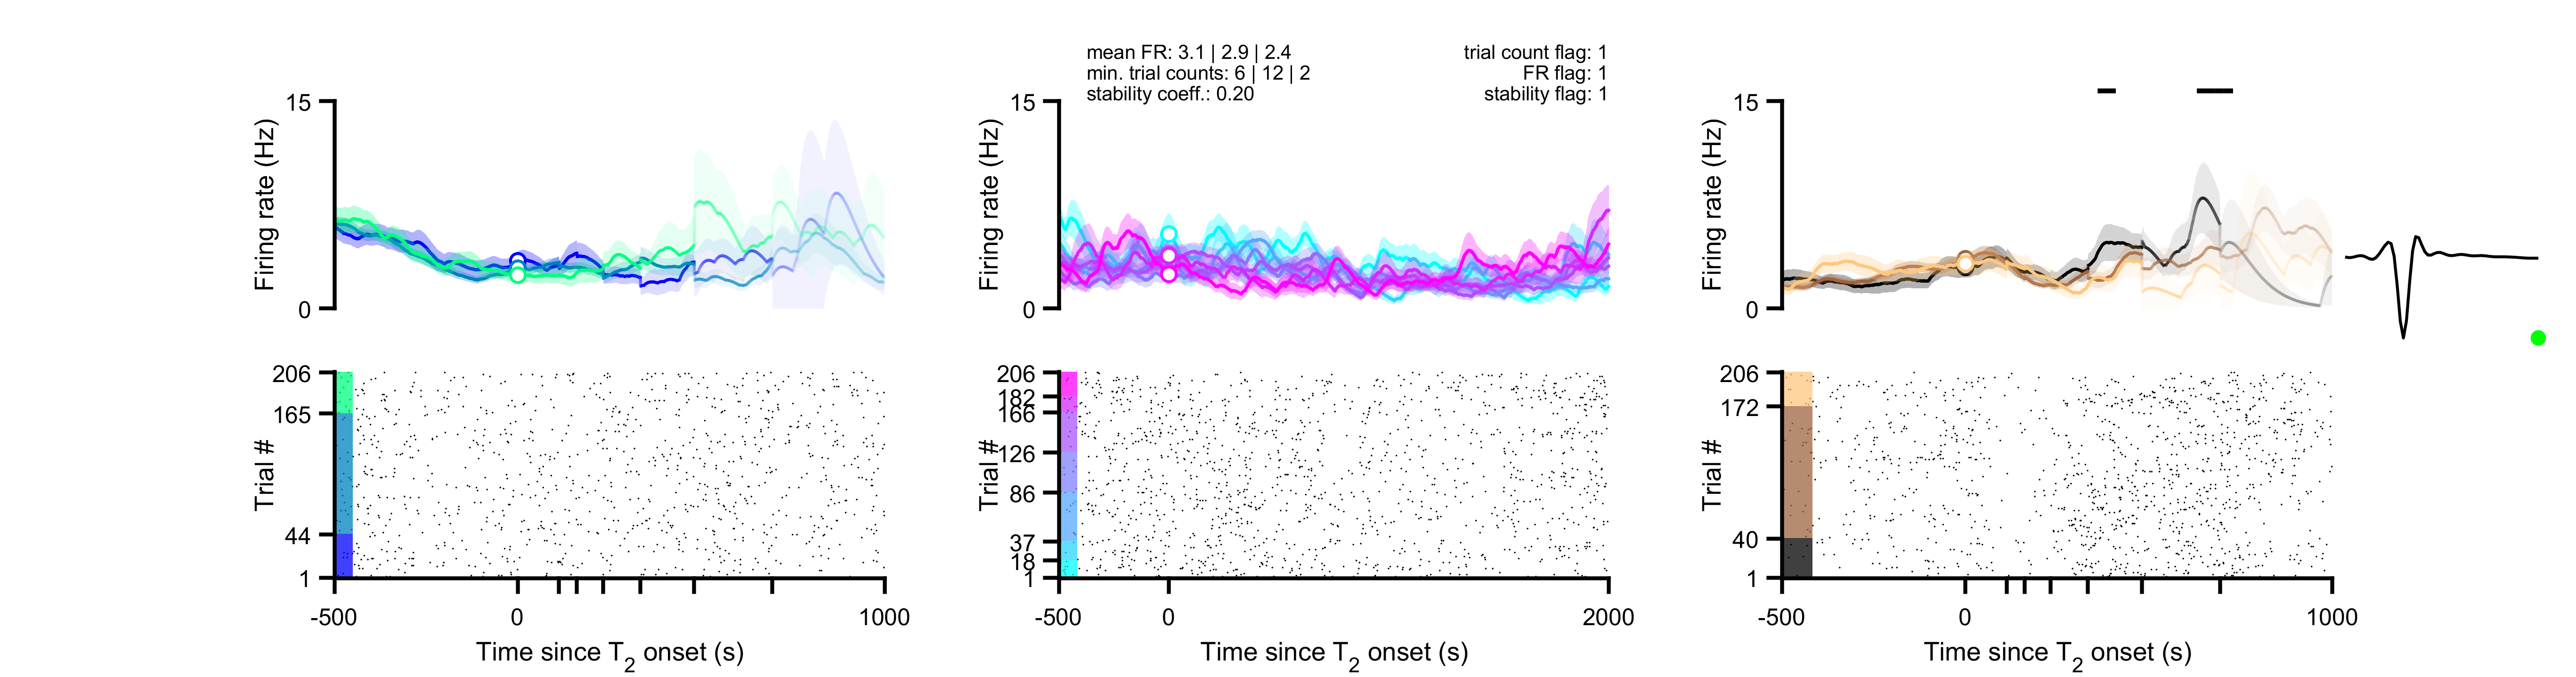 mean FR: 3.1 | 2.9 | 2.4
min. trial counts: 6 | 12 | 2
stability coeff.: 0.20
trial count flag: 1
FR flag: 1
stability flag: 1
15
Firing rate (Hz)
0
15
Firing rate (Hz)
0
15
Firing rate (Hz)
0
206
165
Trial #
44
1
206
182
166
Trial #
126
86
37
18
1
206
172
Trial #
40
1
-500
0
1000
Time since T2 onset (s)
-500
0
2000
Time since T2 onset (s)
-500
0
1000
Time since T2 onset (s)